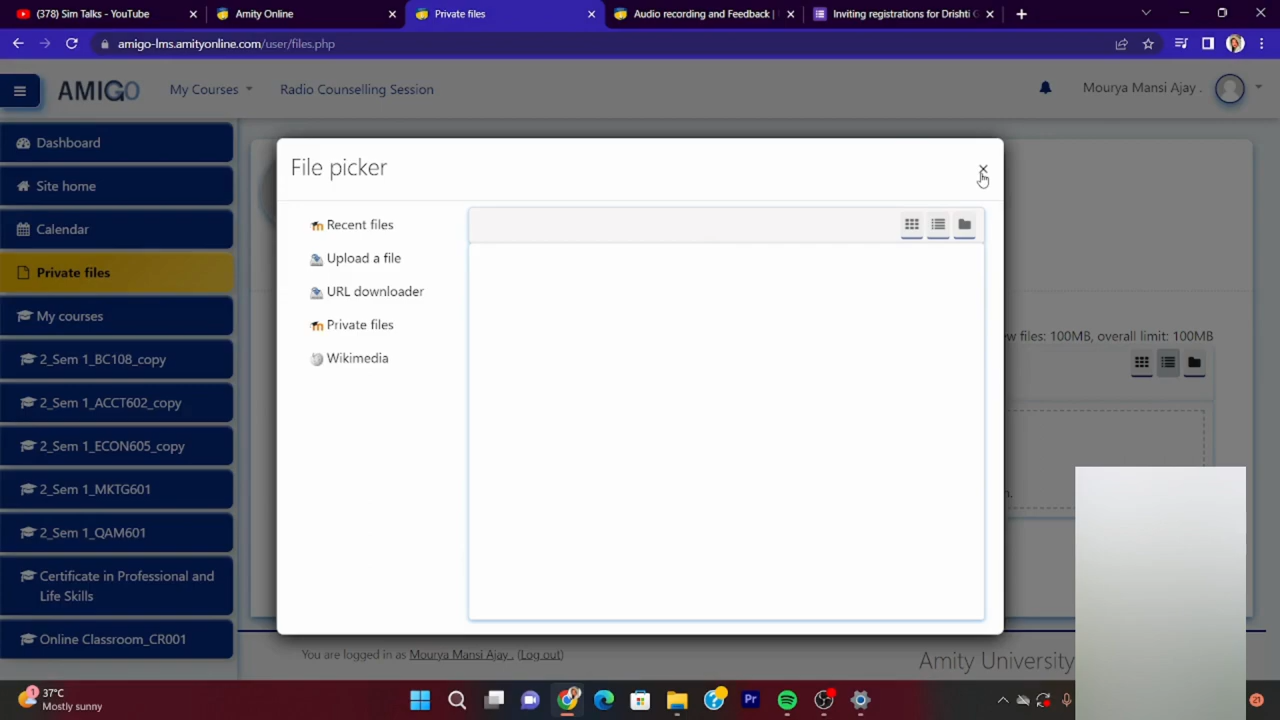 (378) Sim Talks - YouTube
Amity Online
Private files
Audio recording and Feedback |
Inviting registrations for Drishti
amigo-lms.amityonline.com/user/files.php
AMIGO
My Courses
Radio Counselling Session
Mourya Mansi Ajay .
Dashboard
Site home
Calendar
Private files
My courses
2_Sem 1_BC108_copy
2_Sem 1_ACCT602_copy
2_Sem 1_ECON605_copy
2_Sem 1_MKTG601
2_Sem 1_QAM601
Certificate in Professional and
Life Skills
Online Classroom_CR001
File picker
Recent files
Upload a file
URL downloader
Private files
Wikimedia
files: 100MB, overall limit: 100MB
You are logged in as Mourya Mansi Ajay . (Log out)
Amity University
1
37°C
Mostly sunny
Pr
21